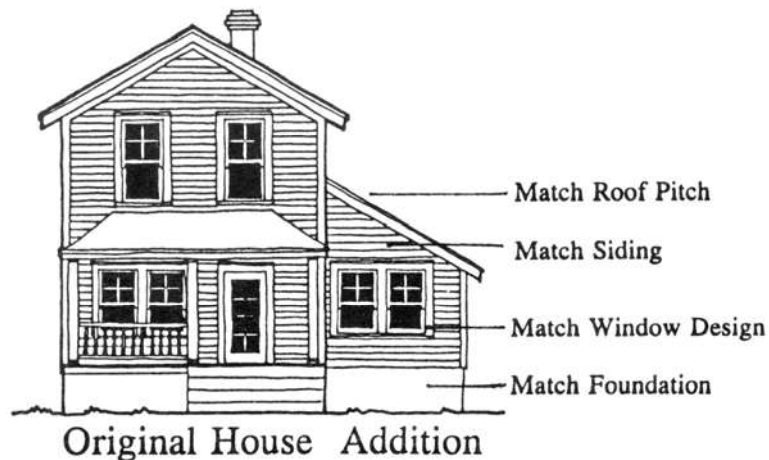 Match Roof Pitch
Match Siding
Match Window Design
Match Foundation
Original House Addition